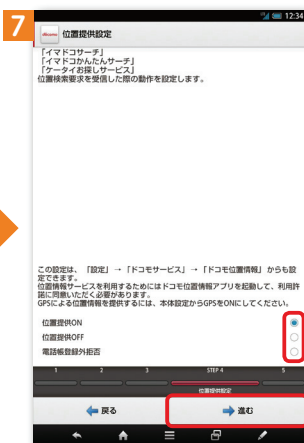 7
12:34
docomo 位置提供設定
「イマドコサーチ」
「イマドコかんたんサーチ」
「ケータイお探しサービス」
位置検索要求を受信した際の動作を設定します。
この設定は、「設定」→「ドコモサービス」→「ドコモ位置情報」からも設
定できます。
位置情報サービスを利用するためにはドコモ位置情報アプリを起動して、利用許
諾に同意いただく必要があります。
GPSによる位置情報を提供するには、本体設定からGPSをONにしてください。
位置提供ON
位置提供OFF
電話帳登録外拒否
1 2 3 STEP 4 5
位置提供設定
戻る 進む